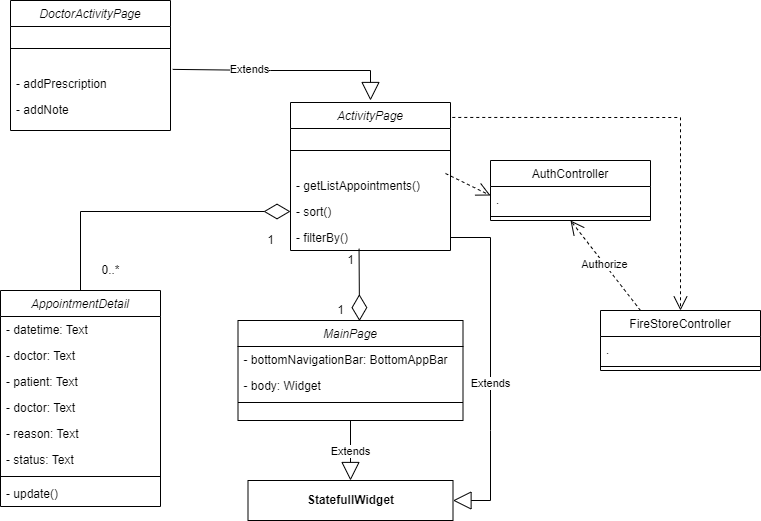 DoctorActivityPage
- addPrescription
- addNote
Extends
ActivityPage
- getListAppointments()
- sort()
- filterBy()
AuthController
.
1
1
0..*
Authorize
AppointmentDetail
- datetime: Text
- doctor: Text
- patient: Text
- doctor: Text
- reason: Text
- status: Text
- update()
1
MainPage
- bottomNavigationBar: BottomAppBar
- body: Widget
FireStoreController
.
Extends
Extends
StatefullWidget